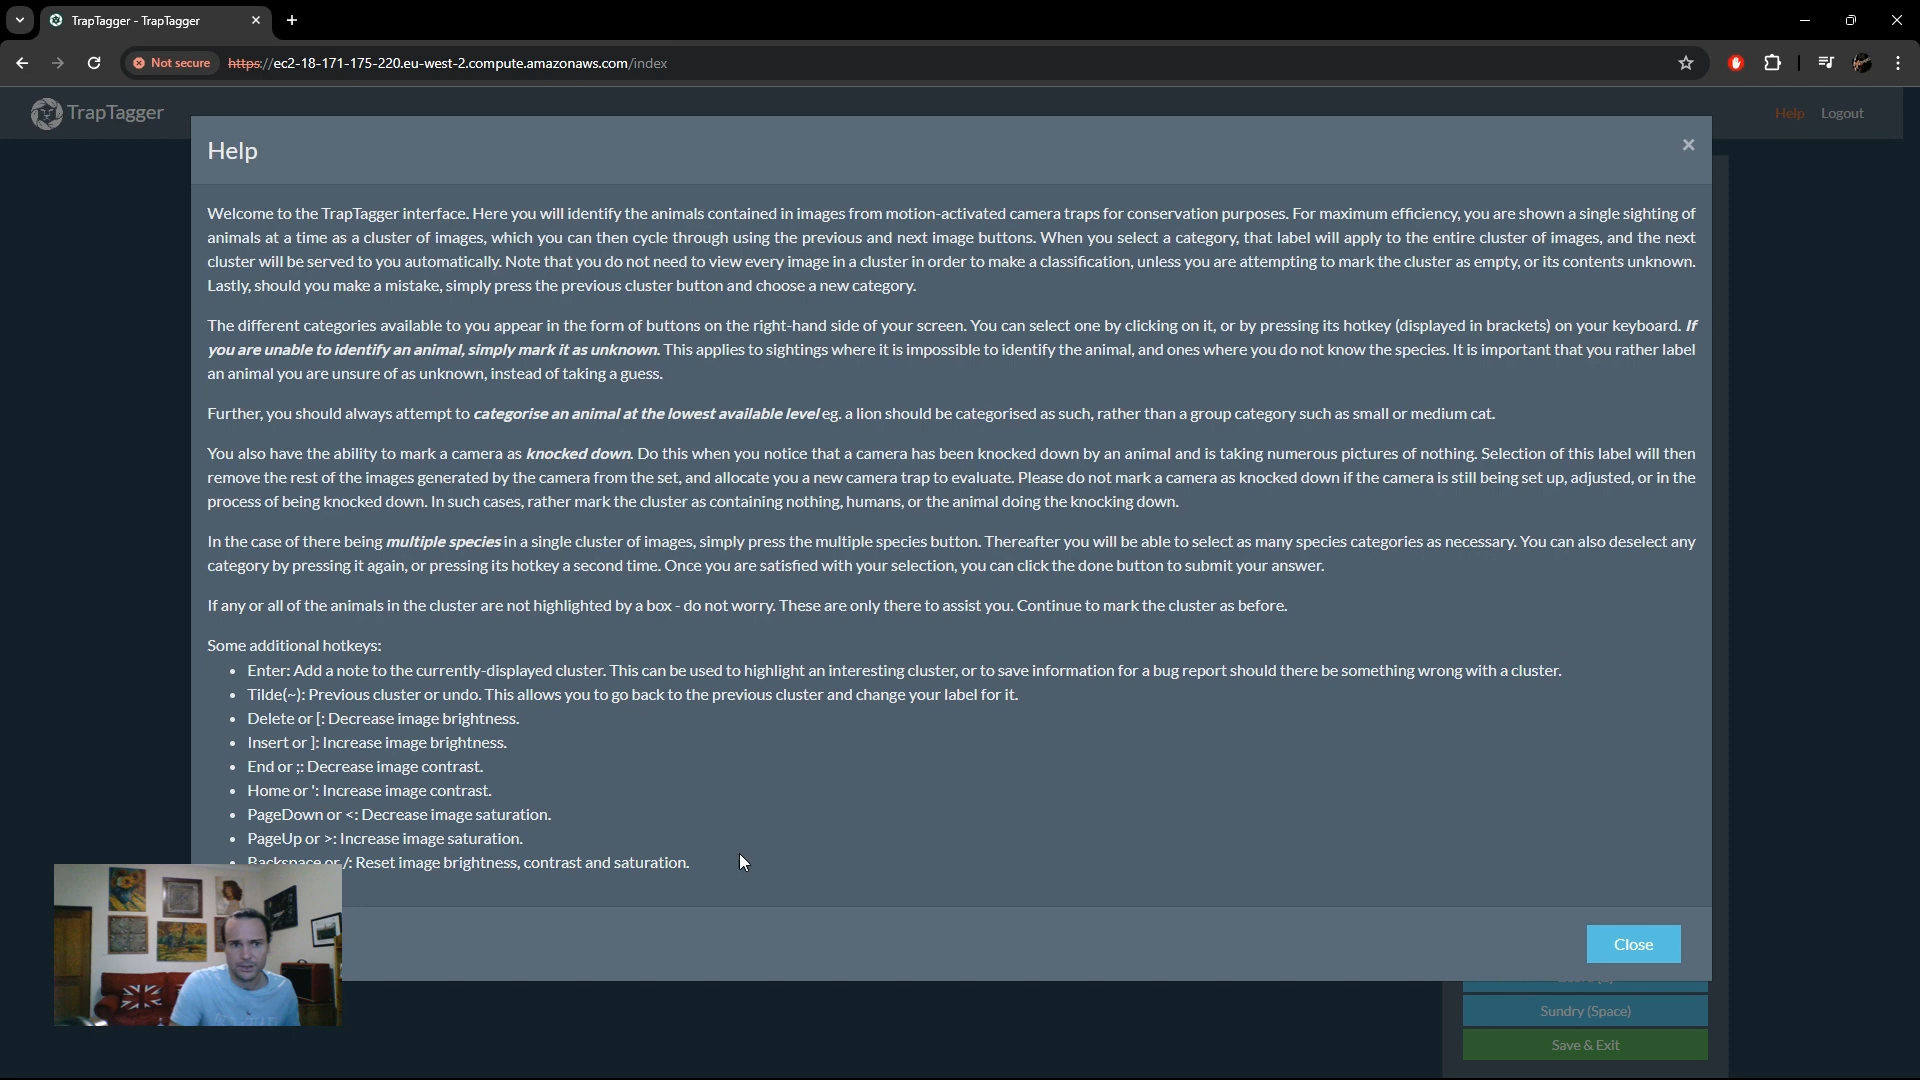 TrapTagger - TrapTagger
Not secure
https://ec2-18-171-175-220.eu-west-2.compute.amazonaws.com/index
TrapTagger
Help Logout
Help
Welcome to the TrapTagger interface. Here you will identify the animals contained in images from motion-activated camera traps for conservation purposes. For maximum efficiency, you are shown a single sighting of
animals at a time as a cluster of images, which you can then cycle through using the previous and next image buttons. When you select a category, that label will apply to the entire cluster of images, and the next
cluster will be served to you automatically. Note that you do not need to view every image in a cluster in order to make a classification, unless you are attempting to mark the cluster as empty, or its contents unknown.
Lastly, should you make a mistake, simply press the previous cluster button and choose a new category.
The different categories available to you appear in the form of buttons on the right-hand side of your screen. You can select one by clicking on it, or by pressing its hotkey (displayed in brackets) on your keyboard. If
you are unable to identify an animal, simply mark it as unknown. This applies to sightings where it is impossible to identify the animal, and ones where you do not know the species. It is important that you rather label
an animal you are unsure of as unknown, instead of taking a guess.
Further, you should always attempt to categorise an animal at the lowest available level eg. a lion should be categorised as such, rather than a group category such as small or medium cat.
You also have the ability to mark a camera as knocked down. Do this when you notice that a camera has been knocked down by an animal and is taking numerous pictures of nothing. Selection of this label will then
remove the rest of the images generated by the camera from the set, and allocate you a new camera trap to evaluate. Please do not mark a camera as knocked down if the camera is still being set up, adjusted, or in the
process of being knocked down. In such cases, rather mark the cluster as containing nothing, humans, or the animal doing the knocking down.
In the case of there being multiple species in a single cluster of images, simply press the multiple species button. Thereafter you will be able to select as many species categories as necessary. You can also deselect any
category by pressing it again, or pressing its hotkey a second time. Once you are satisfied with your selection, you can click the done button to submit your answer.
If any or all of the animals in the cluster are not highlighted by a box - do not worry. These are only there to assist you. Continue to mark the cluster as before.
Some additional hotkeys:
• Enter: Add a note to the currently-displayed cluster. This can be used to highlight an interesting cluster, or to save information for a bug report should there be something wrong with a cluster.
• Tilde(~): Previous cluster or undo. This allows you to go back to the previous cluster and change your label for it.
• Delete or [: Decrease image brightness.
• Insert or ]: Increase image brightness.
• End or ;: Decrease image contrast.
• Home or ': Increase image contrast.
• PageDown or <: Decrease image saturation.
• PageUp or >: Increase image saturation.
• Backspace or /: Reset image brightness, contrast and saturation.
Close
Sundry (Space)
Save & Exit